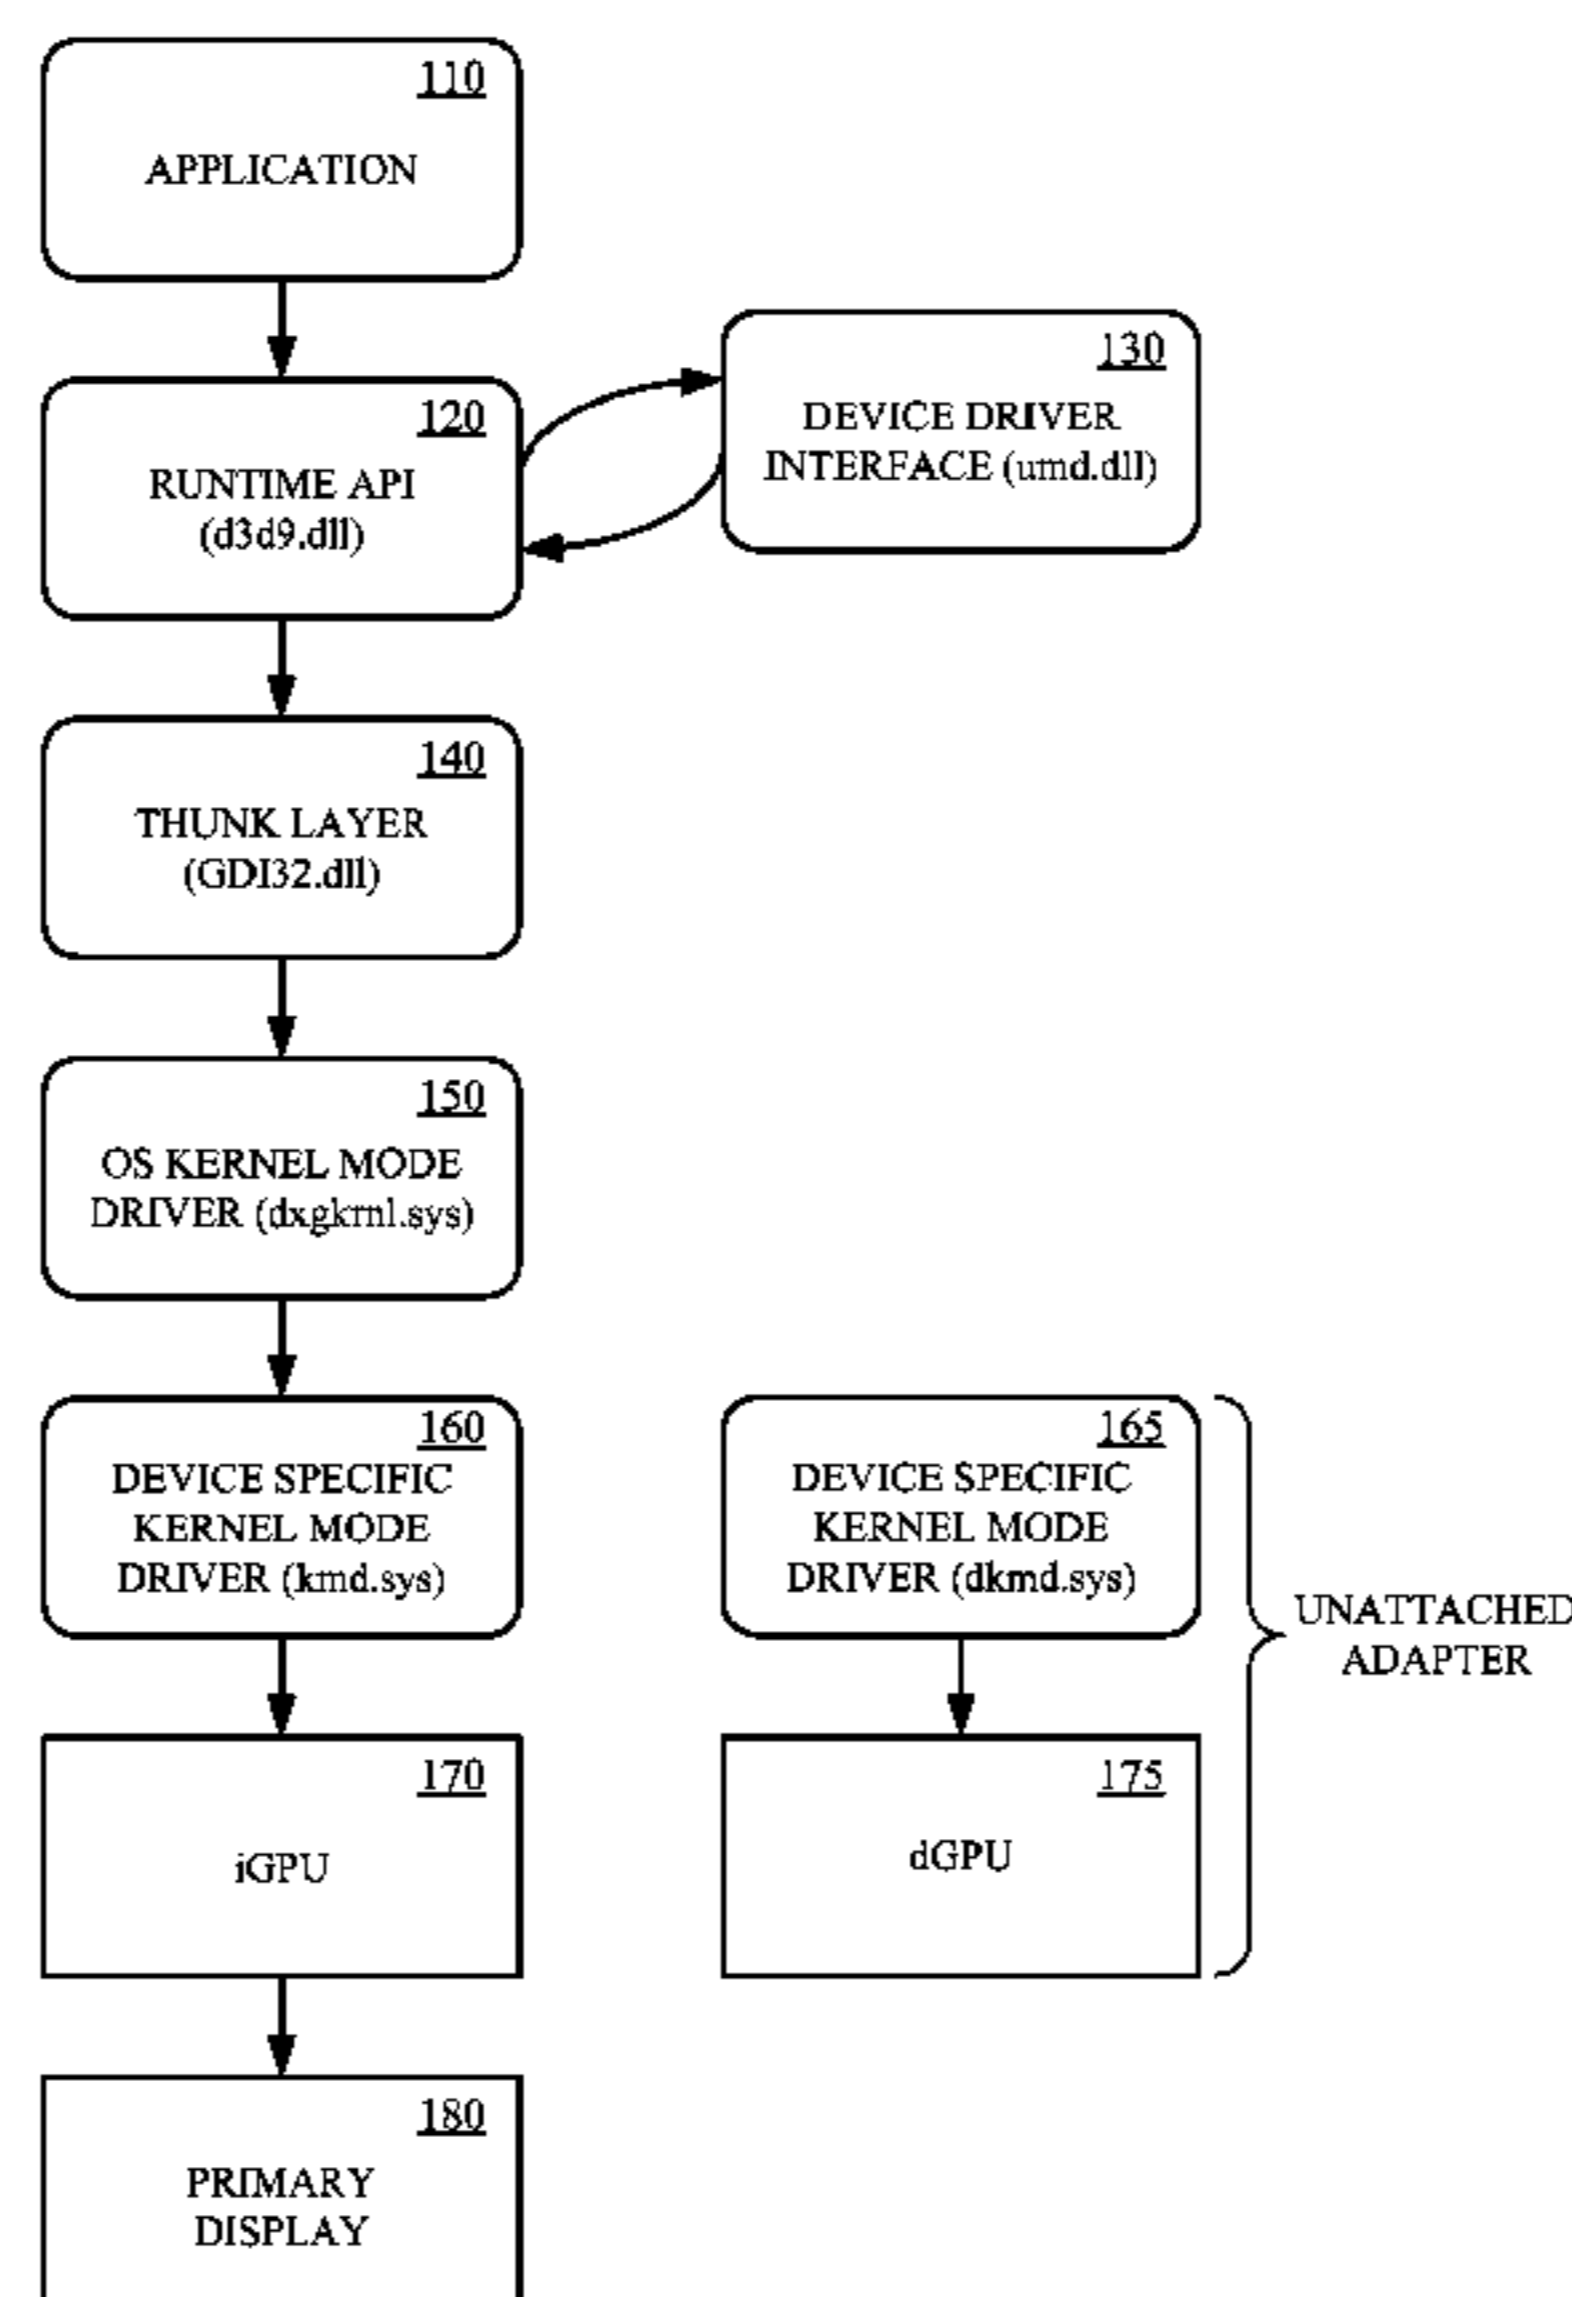 110
APPLICATION
120
RUNTIME API
(d3d9.dll)
130
DEVICE DRIVER
INTERFACE (umd.dll)
140
THUNK LAYER
(GDI32.dll)
150
OS KERNEL MODE
DRIVER (dxgkrnl.sys)
160
DEVICE SPECIFIC
KERNEL MODE
DRIVER (kmd.sys)
165
DEVICE SPECIFIC
KERNEL MODE
DRIVER (dkmd.sys)
UNATTACHED
ADAPTER
170
iGPU
175
dGPU
180
PRIMARY
DISPLAY